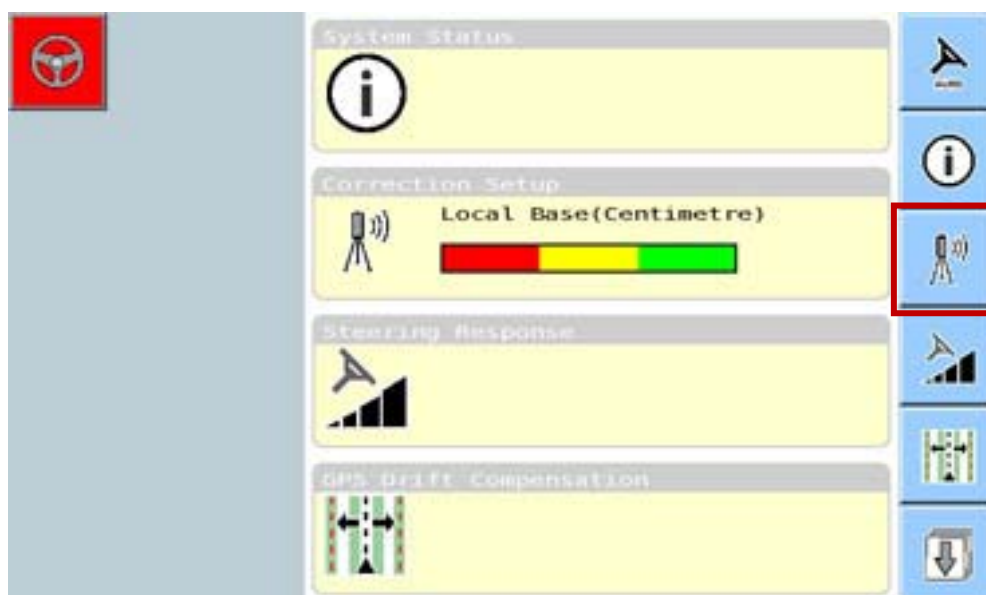 System Status
Correction Setup
Local Base(Centimetre)
Steering Response
GPS Drift Compensation